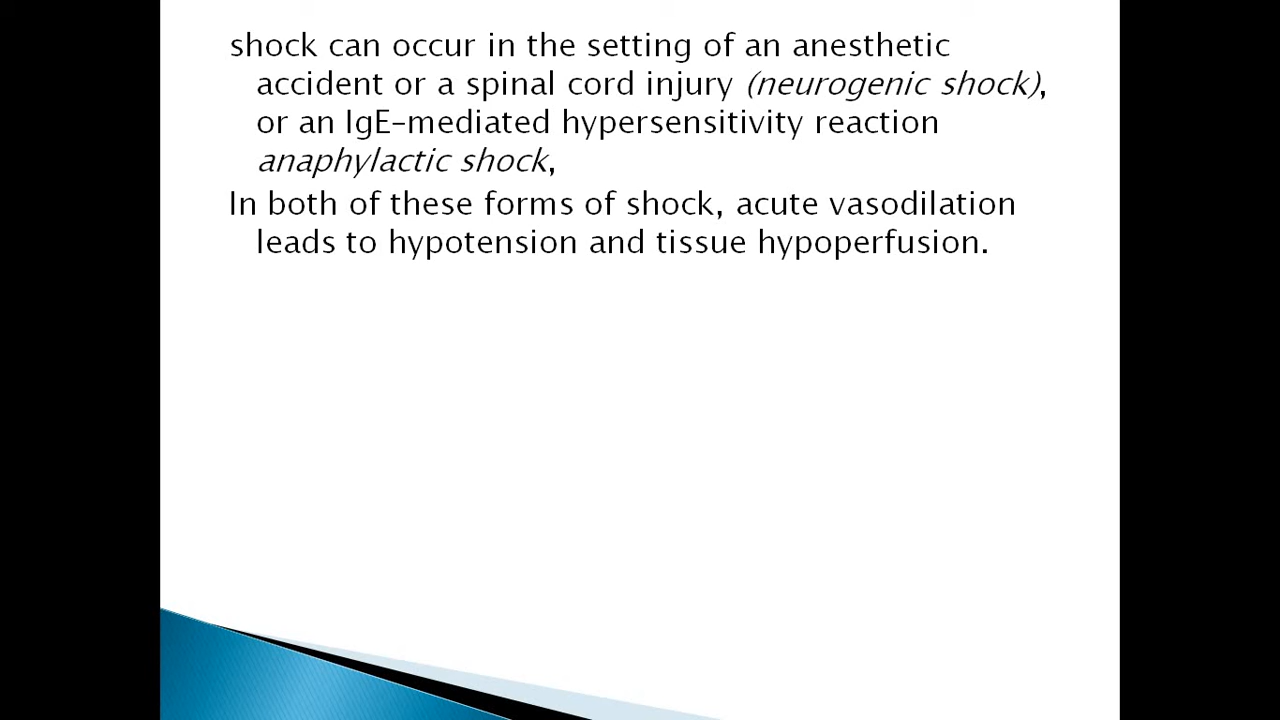 shock can occur in the setting of an anesthetic
accident or a spinal cord injury (neurogenic shock),
or an IgE-mediated hypersensitivity reaction
anaphylactic shock,
In both of these forms of shock, acute vasodilation
leads to hypotension and tissue hypoperfusion.